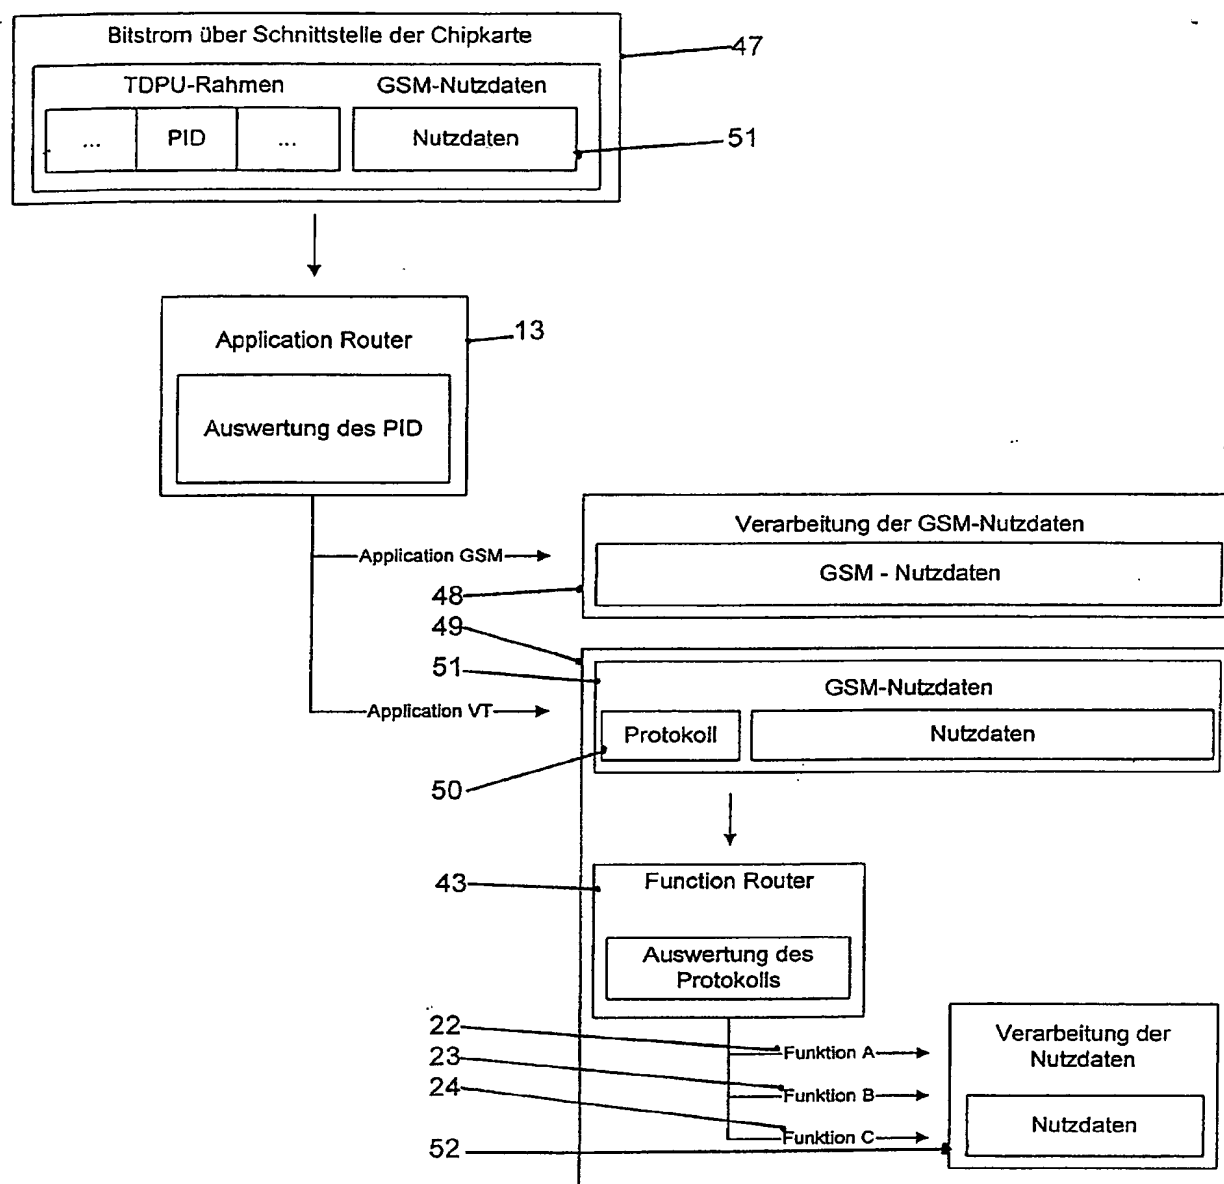 Bitstrom über Schnittstelle der Chipkarte
47
TDPU-Rahmen
GSM-Nutzdaten
...
PID
...
Nutzdaten
51
Application Router
13
Auswertung des PID
Verarbeitung der GSM-Nutzdaten
Application GSM
GSM - Nutzdaten
48
49
51
GSM-Nutzdaten
Application VT
Protokoll
Nutzdaten
50
43
Function Router
Auswertung des
Protokolls
22
Funktion A
23
Funktion B
24
Funktion C
52
Verarbeitung der
Nutzdaten
Nutzdaten